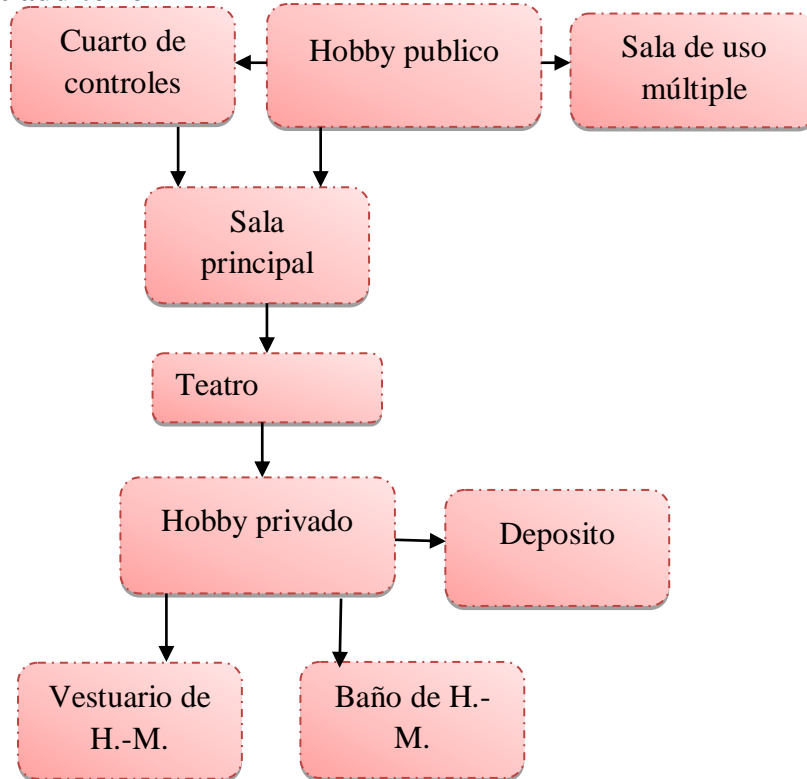 Cuarto de
controles
Hobby publico
Sala de uso
múltiple
Sala
principal
Teatro
Hobby privado
Deposito
Vestuario de
H.-M.
Baño de H.-
M.